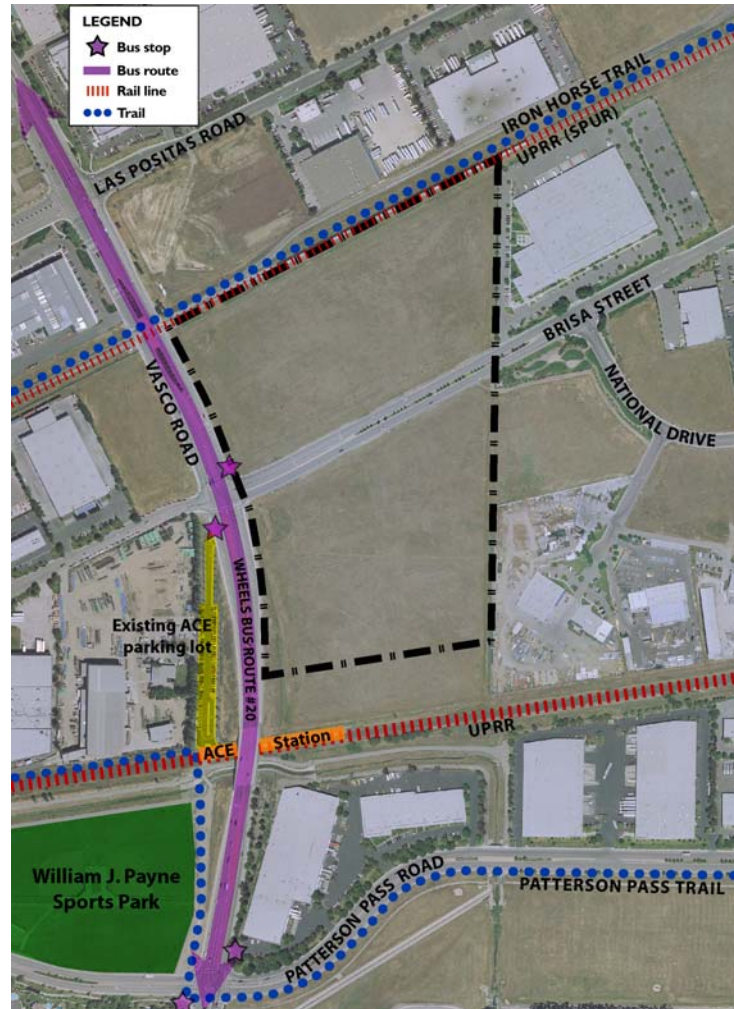 LEGEND
Bus stop
Bus route
Rail line
Trail
IRON HORSE TRAIL
UPRR (SPUR)
LAS POSITAS ROAD
BRISA STREET
VASCO ROAD
NATIONAL DRIVE
WHEELS BUS ROUTE #20
Existing ACE
parking lot
UPRR
ACE Station
William J. Payne
Sports Park
PATTERSON PASS ROAD
PATTERSON PASS TRAIL